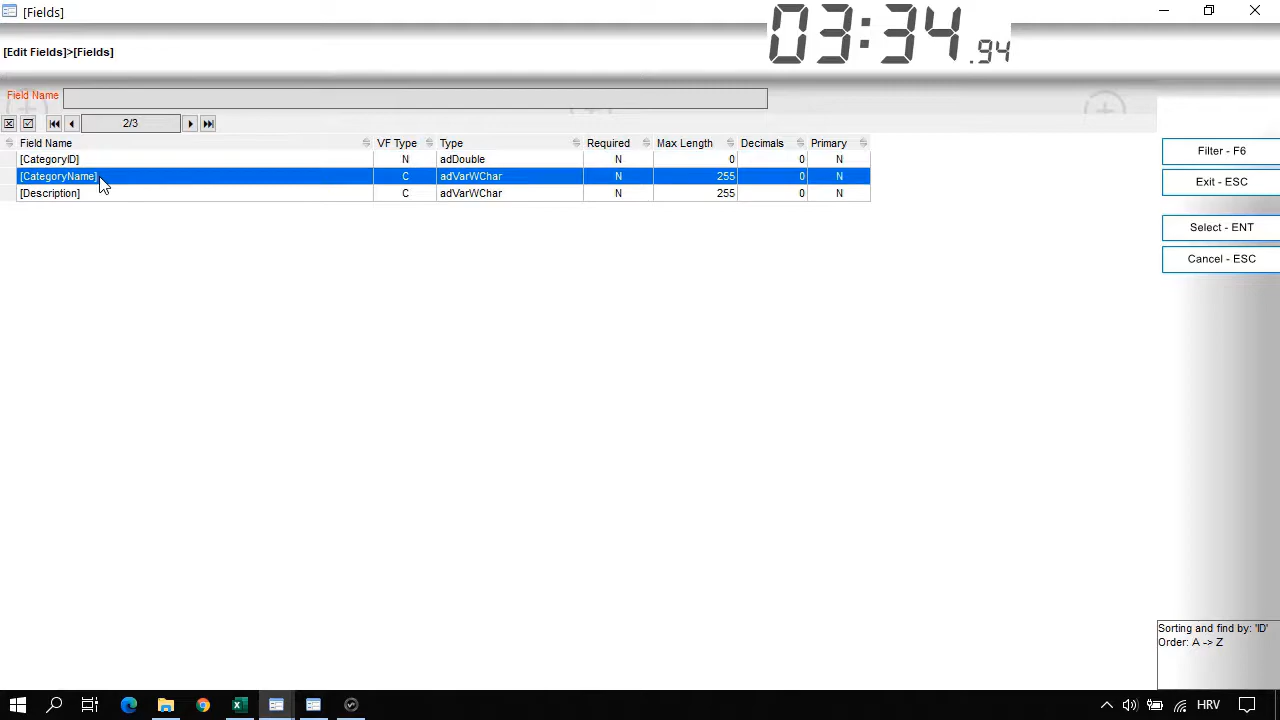 [Fields]
03:34.94
[Edit Fields]>[Fields]
Field Name
2/3
Field Name VF Type Type Required Max Length Decimals Primary
[CategoryID] N adDouble N 0 0 N
[CategoryName] C adVarWChar N 255 0 N
[Description] C adVarWChar N 255 0 N
Filter - F6
Exit - ESC
Select - ENT
Cancel - ESC
Sorting and find by: 'ID'
Order: A -> Z
HRV